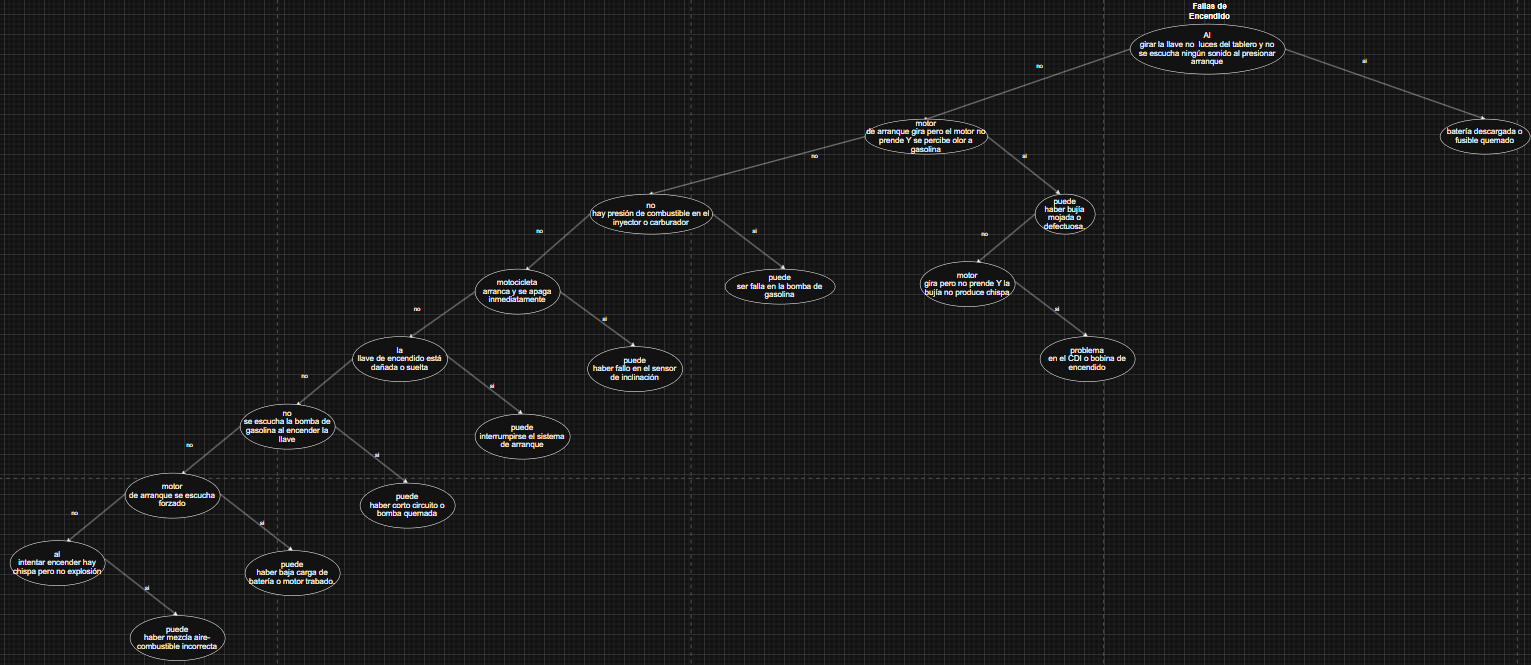 Fallas de
Encendido
Al
girar la llave no luces del tablero y no
se escucha ningún sonido al presionar
arranque
no
si
motor
de arranque gira pero el motor no
prende Y se percibe olor a
gasolina
batería descargada o
fusible quemado
no
si
no
hay presión de combustible en el
inyector o carburador
puede
haber bujía
mojada o
defectuosa
no
si
no
motocicleta
arranca y se apaga
inmediatamente
puede
ser falla en la bomba de
gasolina
motor
gira pero no prende Y la
bujía no produce chispa
no
si
si
la
llave de encendido está
dañada o suelta
puede
haber fallo en el sensor
de inclinación
problema
en el CDI o bobina de
encendido
no
si
no
se escucha la bomba de
gasolina al encender la
llave
puede
interrumpirse el sistema
de arranque
no
si
motor
de arranque se escucha
forzado
puede
haber corto circuito o
bomba quemada
no
si
al
intentar encender hay
chispa pero no explosión
puede
haber baja carga de
batería o motor trabado
si
puede
haber mezcla aire-
combustible incorrecta